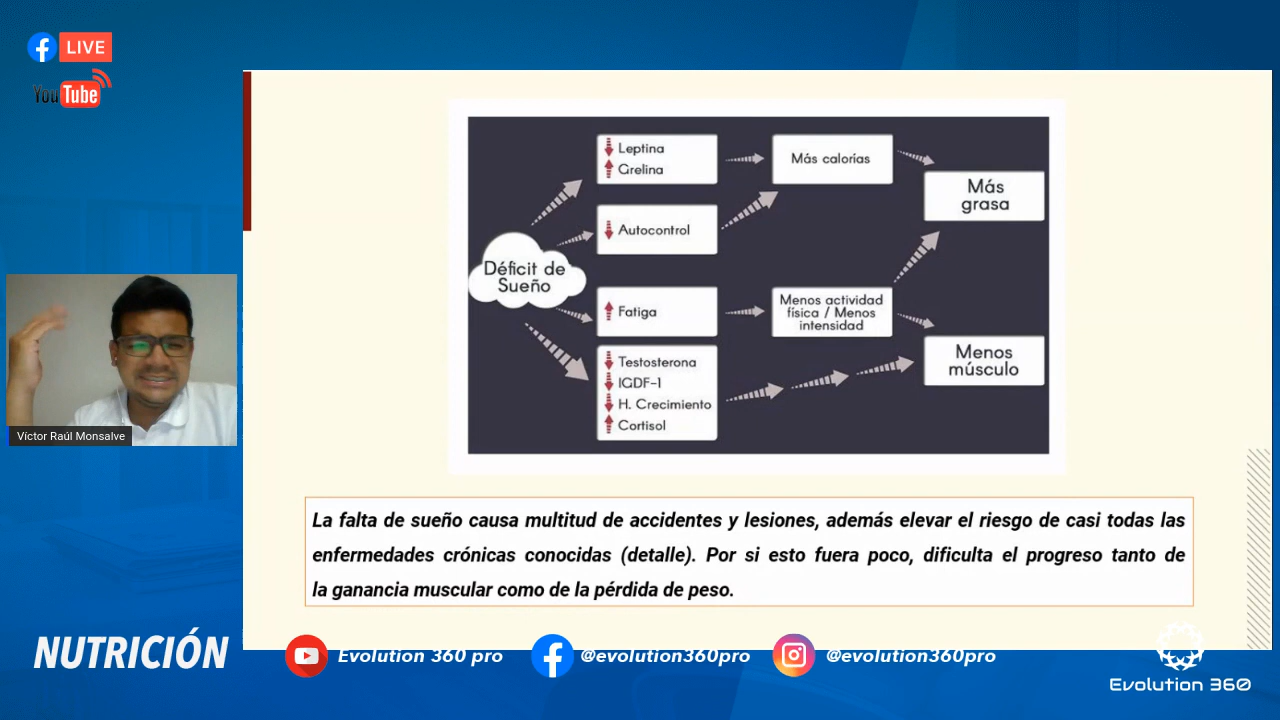 LIVE
YouTube
Leptina
Grelina
Más calorías
Más
grasa
Autocontrol
Déficit de
Sueño
Fatiga
Menos actividad
física / Menos
intensidad
Testosterona
IGDF-1
H. Crecimiento
Cortisol
Menos
músculo
Víctor Raúl Monsalve
La falta de sueño causa multitud de accidentes y lesiones, además elevar el riesgo de casi todas las
enfermedades crónicas conocidas (detalle). Por si esto fuera poco, dificulta el progreso tanto de
la ganancia muscular como de la pérdida de peso.
NUTRICIÓN
Evolution 360 pro
@evolution360pro
@evolution360pro
Evolution 360